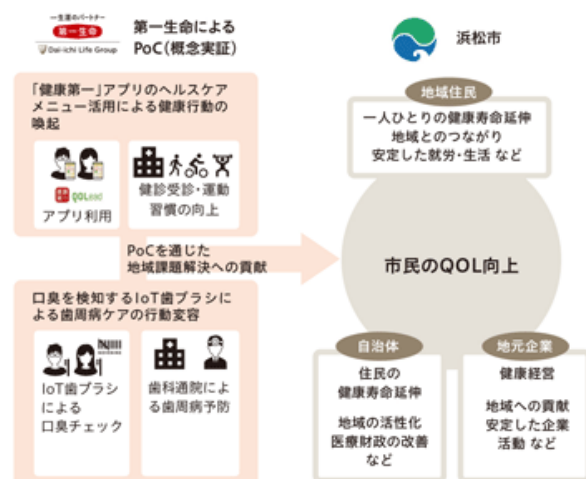 一生涯のパートナー
第一生命
Dai-ichi Life Group
第一生命による
PoC(概念実証)
浜松市
「健康第一」アプリのヘルスケア
メニュー活用による健康行動の
喚起
QOLead
アプリ利用
健診受診・運動
習慣の向上
PoCを通じた
地域課題解決への貢献
口臭を検知するIoT歯ブラシに
よる歯周病ケアの行動変容
IoT歯ブラシ
による
口臭チェック
歯科通院によ
る歯周病予防
地域住民
一人ひとりの健康寿命延伸
地域とのつながり
安定した就労・生活 など
市民のQOL向上
自治体
住民の
健康寿命延伸
地域の活性化
医療財政の改善
など
地元企業
健康経営
地域への貢献
安定した企業
活動 など